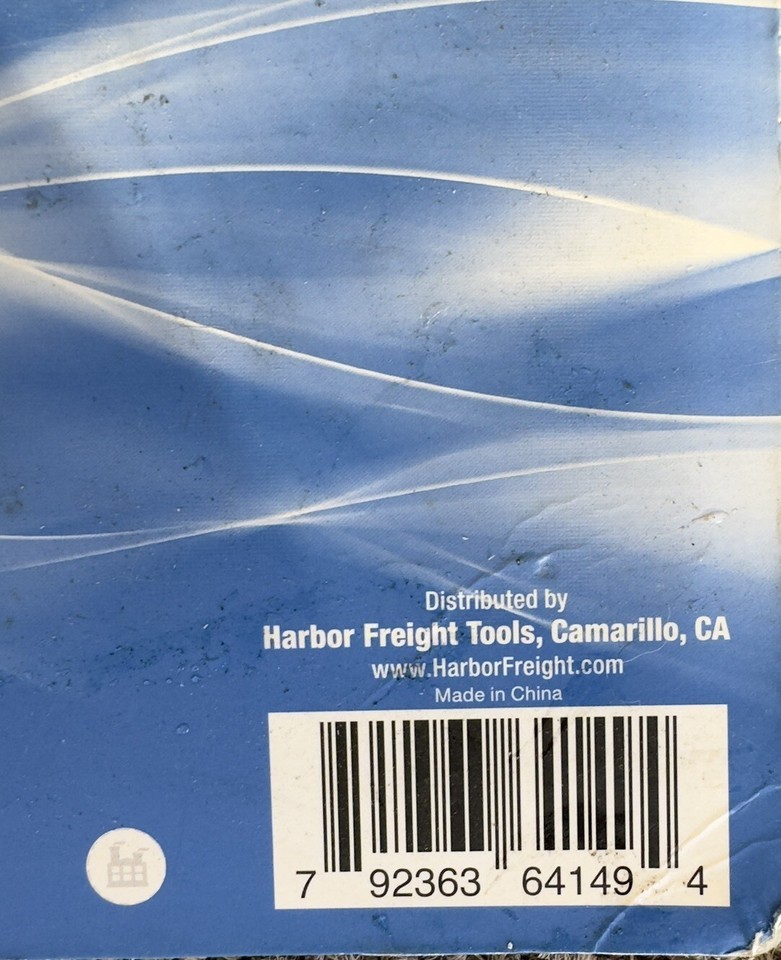 Distributed by
Harbor Freight Tools, Camarillo, CA
www.HarborFreight.com
Made in China
7 92363 64149 4